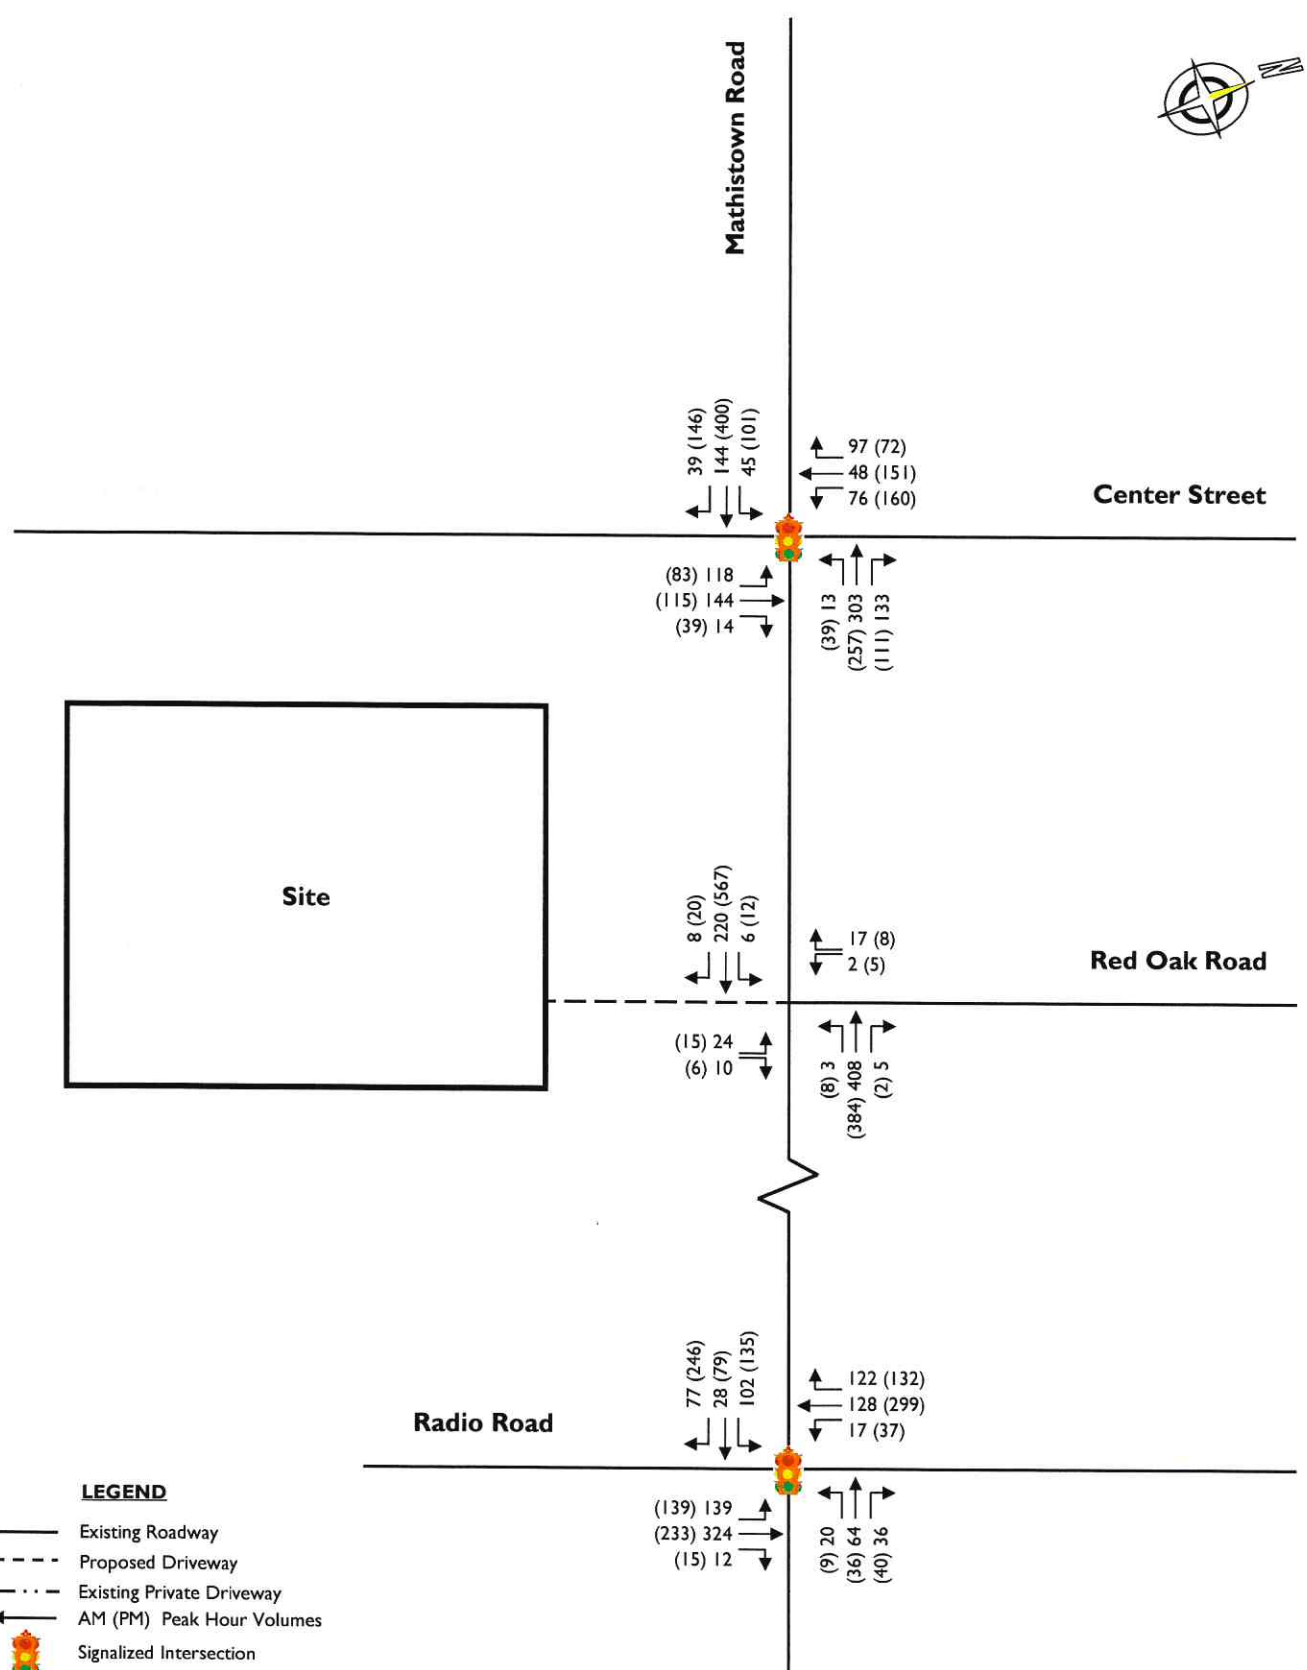 Mathistown Road
N
39 (146)
144 (400)
45 (101)
97 (72)
48 (151)
76 (160)
Center Street
(83) 118
(115) 144
(39) 14
(39) 13
(257) 303
(111) 133
Site
8 (20)
220 (567)
6 (12)
17 (8)
2 (5)
Red Oak Road
(15) 24
(6) 10
(8) 3
(384) 408
(2) 5
77 (246)
28 (79)
102 (135)
122 (132)
128 (299)
17 (37)
Radio Road
(139) 139
(233) 324
(15) 12
(9) 20
(36) 64
(40) 36
LEGEND
Existing Roadway
Proposed Driveway
Existing Private Driveway
AM (PM) Peak Hour Volumes
Signalized Intersection